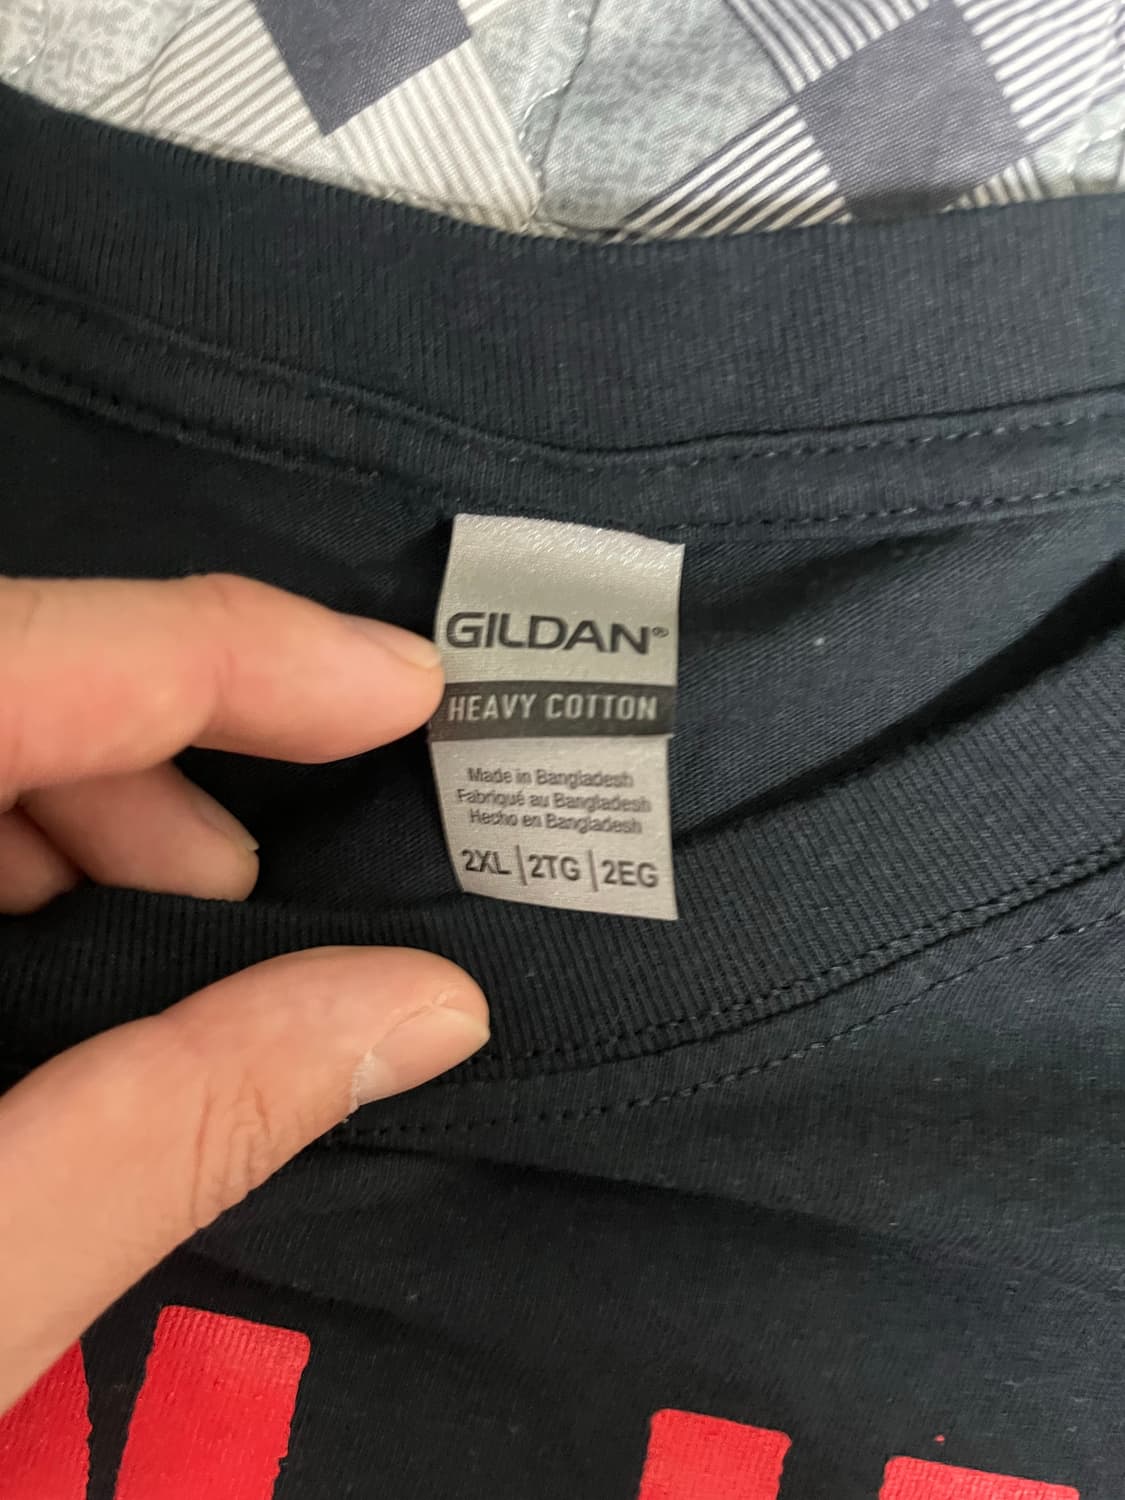 GILDAN®
HEAVY COTTON
Made in Bangladesh
Fabriqué au Bangladesh
Hecho en Bangladesh
2XL | 2TG | 2EG